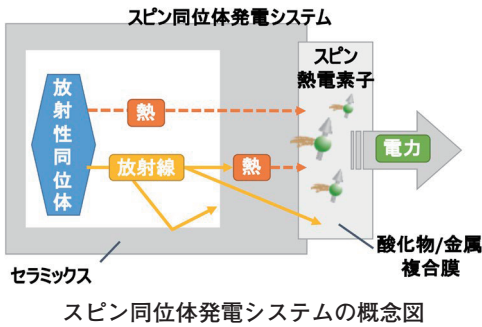 スピン同位体発電システム
スピン
熱電素子
放射性同位体
熱
放射線
熱
電力
セラミックス
酸化物/金属
複合膜
スピン同位体発電システムの概念図